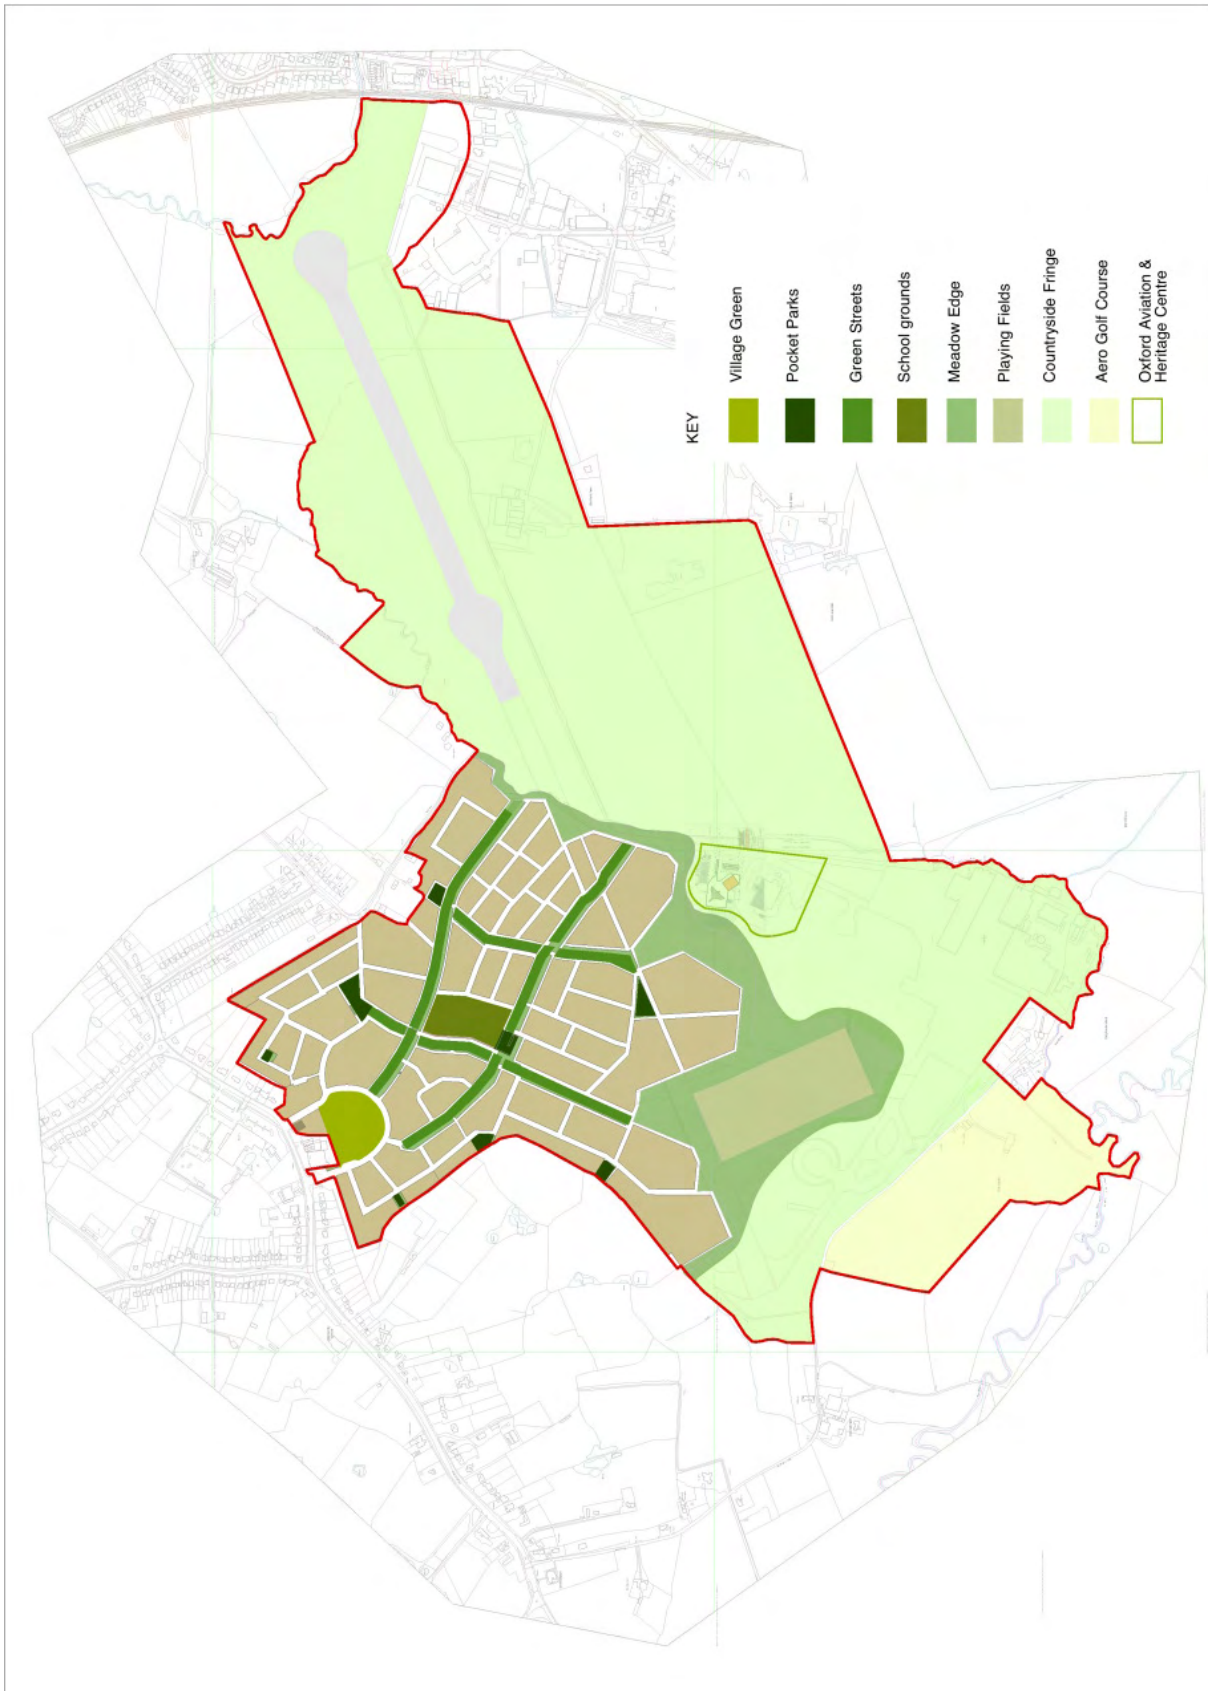 KEY
Village Green
Pocket Parks
Green Streets
School grounds
Meadow Edge
Playing Fields
Countryside Fringe
Aero Golf Course
Oxford Aviation &
Heritage Centre